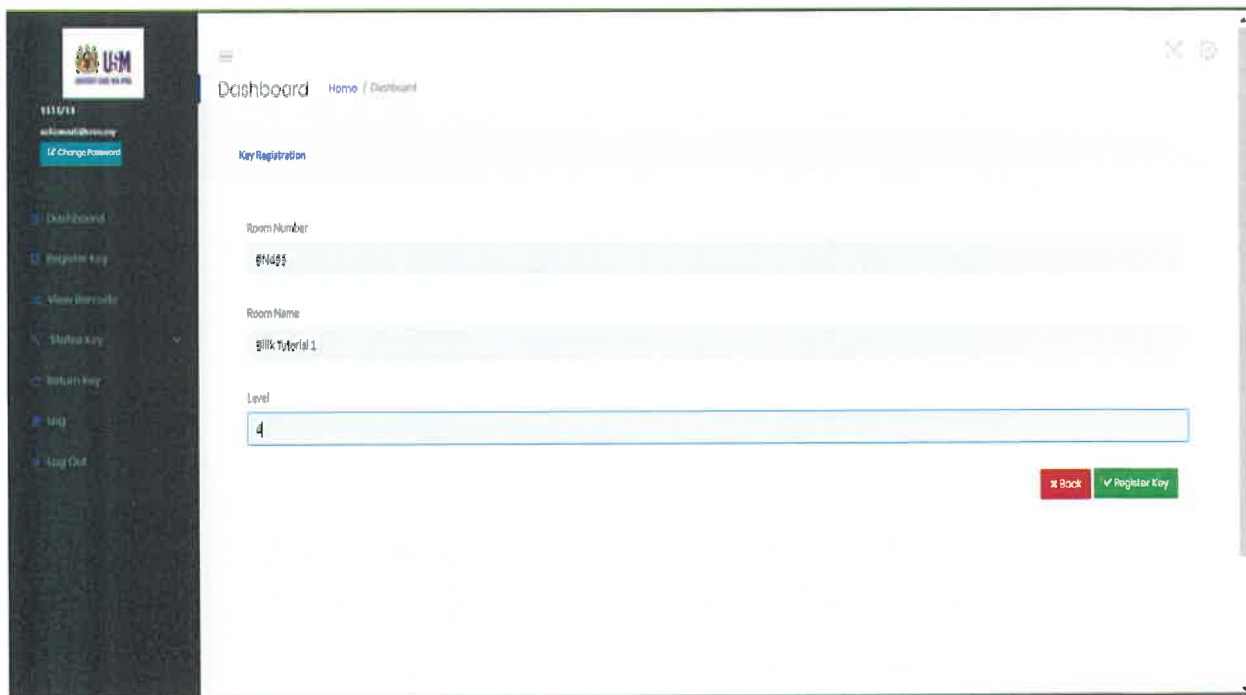 USM
Change Password
Dashboard
Register Key
View Barcode
Status Key
Return Key
Log
Log Out
Dashboard Home / Dashboard
Key Registration
Room Number
Room Name
Bilik Tutorial 1
Level
4
Back
Register Key